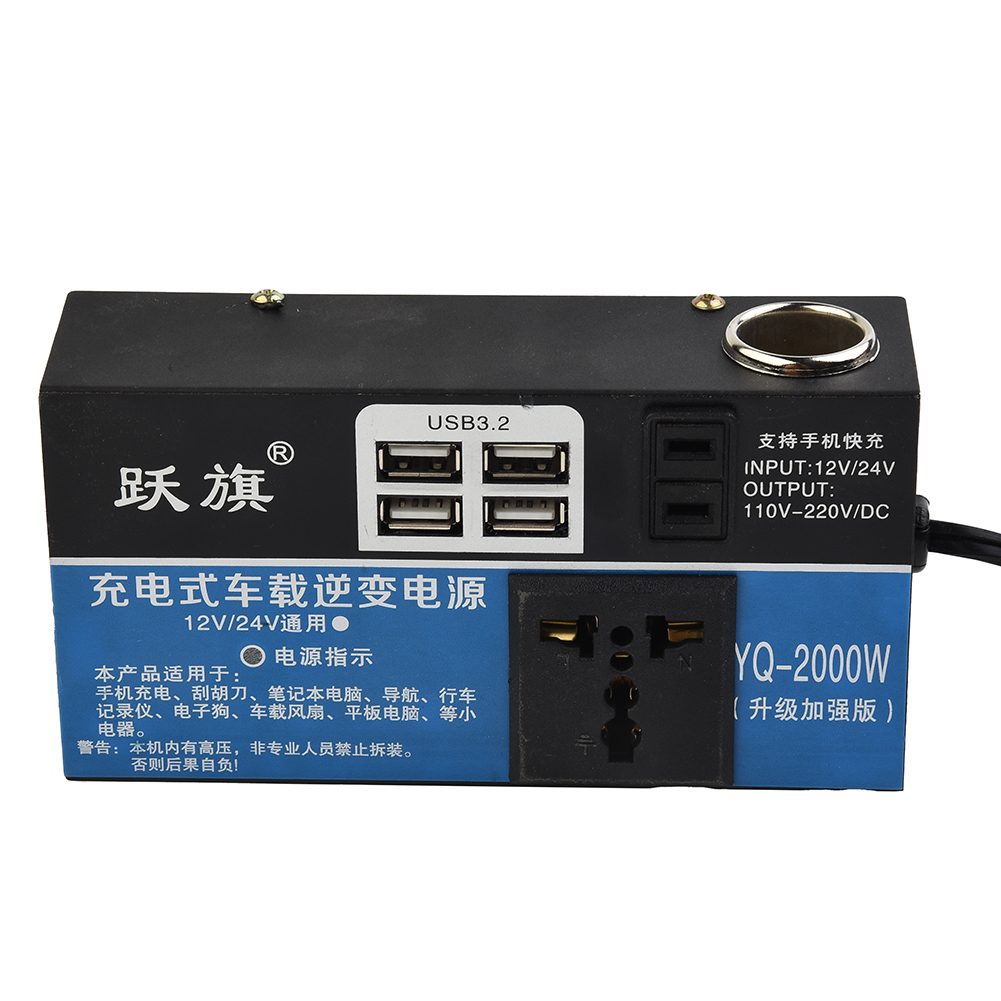 跃旗®
USB3.2
支持手机快充
INPUT:12V/24V
OUTPUT:
110V-220V/DC
充电式车载逆变电源
12V/24V通用
电源指示
本产品适用于：
手机充电、刮胡刀、笔记本电脑、导航、行车
记录仪、电子狗、车载风扇、平板电脑、等小
电器。
警告：本机内有高压，非专业人员禁止拆装。
否则后果自负!
L
N
YQ-2000W
(升级加强版)